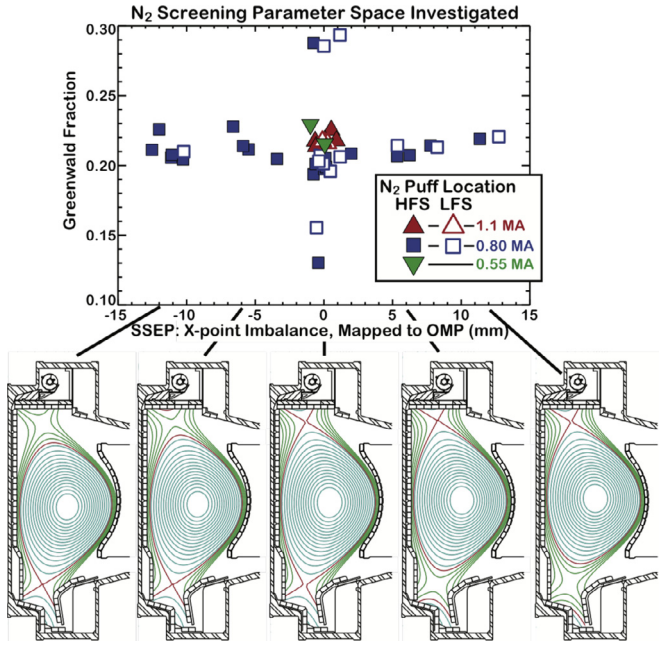 N2 Screening Parameter Space Investigated
0.30
0.25
0.20
0.15
0.10
Greenwald Fraction
N2 Puff Location
HFS LFS
1.1 MA
0.80 MA
0.55 MA
-15 -10 -5 0 5 10 15
SSEP: X-point Imbalance, Mapped to OMP (mm)